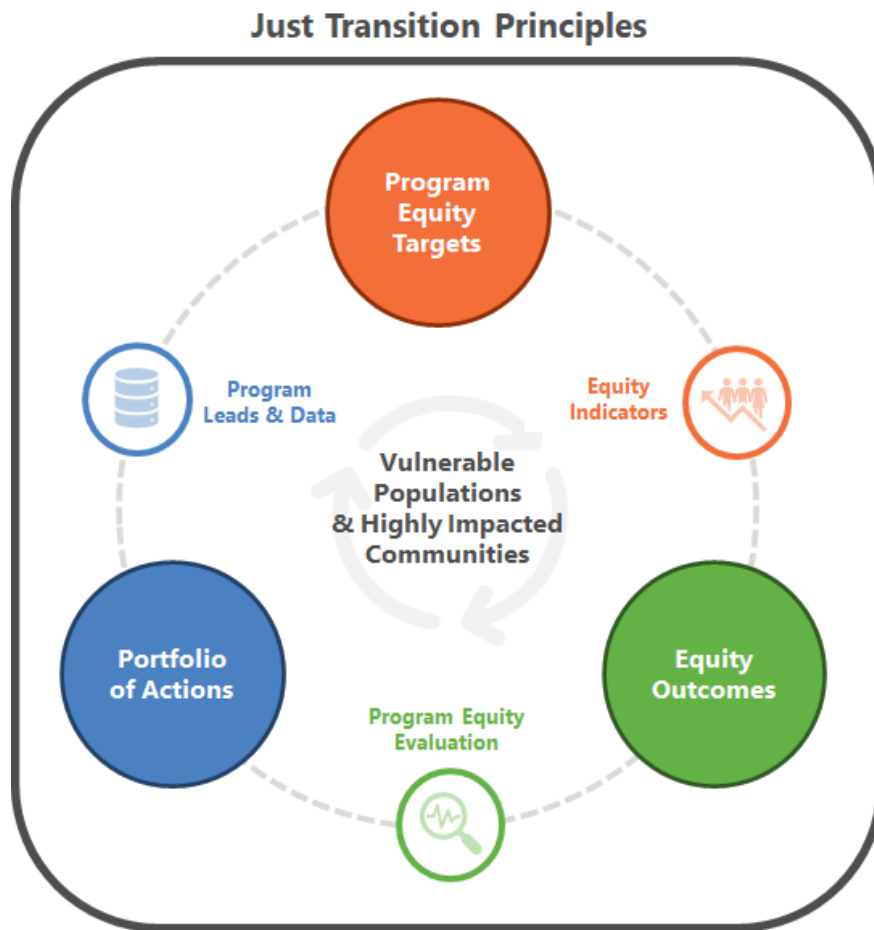 Just Transition Principles
Program
Equity
Targets
Program
Leads & Data
Equity
Indicators
Vulnerable
Populations
& Highly Impacted
Communities
Portfolio
of Actions
Equity
Outcomes
Program Equity
Evaluation